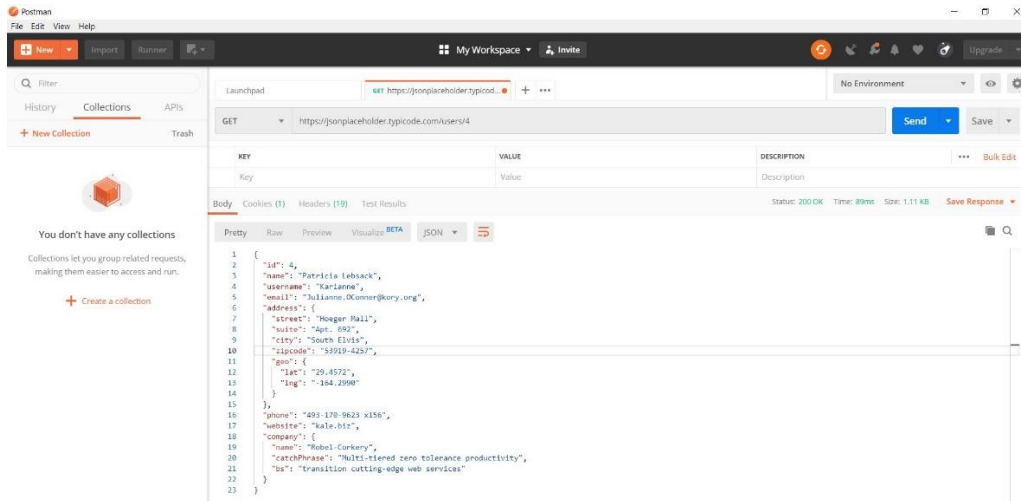 Postman
File Edit View Help
New Import Runner My Workspace Invite Upgrade
Filter
History Collections APIs
+ New Collection Trash
You don't have any collections
Collections let you group related requests,
making them easier to access and run.
+ Create a collection
Launchpad GET https://jsonplaceholder.typicod... + •••
No Environment
GET https://jsonplaceholder.typicode.com/users/4 Send Save
KEY VALUE DESCRIPTION ••• Bulk Edit
Key Value Description
Body Cookies (1) Headers (19) Test Results Status: 200 OK Time: 89ms Size: 1.11 KB Save Response
Pretty Raw Preview Visualize BETA JSON
1 {
2 "id": 4,
3 "name": "Patricia Lebsack",
4 "username": "Karianne",
5 "email": "Julianne.OConner@kory.org",
6 "address": {
7 "street": "Hoeger Mall",
8 "suite": "Apt. 692",
9 "city": "South Elvis",
10 "zipcode": "53919-4257",
11 "geo": {
12 "lat": "29.4572",
13 "lng": "-164.2990"
14 }
15 },
16 "phone": "493-170-9623 x156",
17 "website": "kale.biz",
18 "company": {
19 "name": "Robel-Corkery",
20 "catchPhrase": "Multi-tiered zero tolerance productivity",
21 "bs": "transition cutting-edge web services"
22 }
23 }